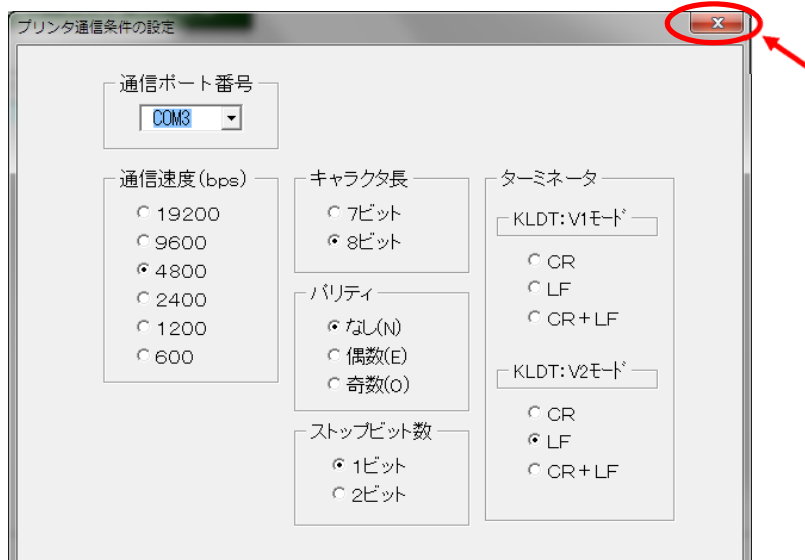 プリンタ通信条件の設定
通信ポート番号
COM3
通信速度(bps)
19200
9600
4800
2400
1200
600
キャラクタ長
7ビット
8ビット
パリティ
なし(N)
偶数(E)
奇数(O)
ストップビット数
1ビット
2ビット
ターミネータ
KLDT:V1ﾓｰﾄﾞ
CR
LF
CR+LF
KLDT:V2ﾓｰﾄﾞ
CR
LF
CR+LF